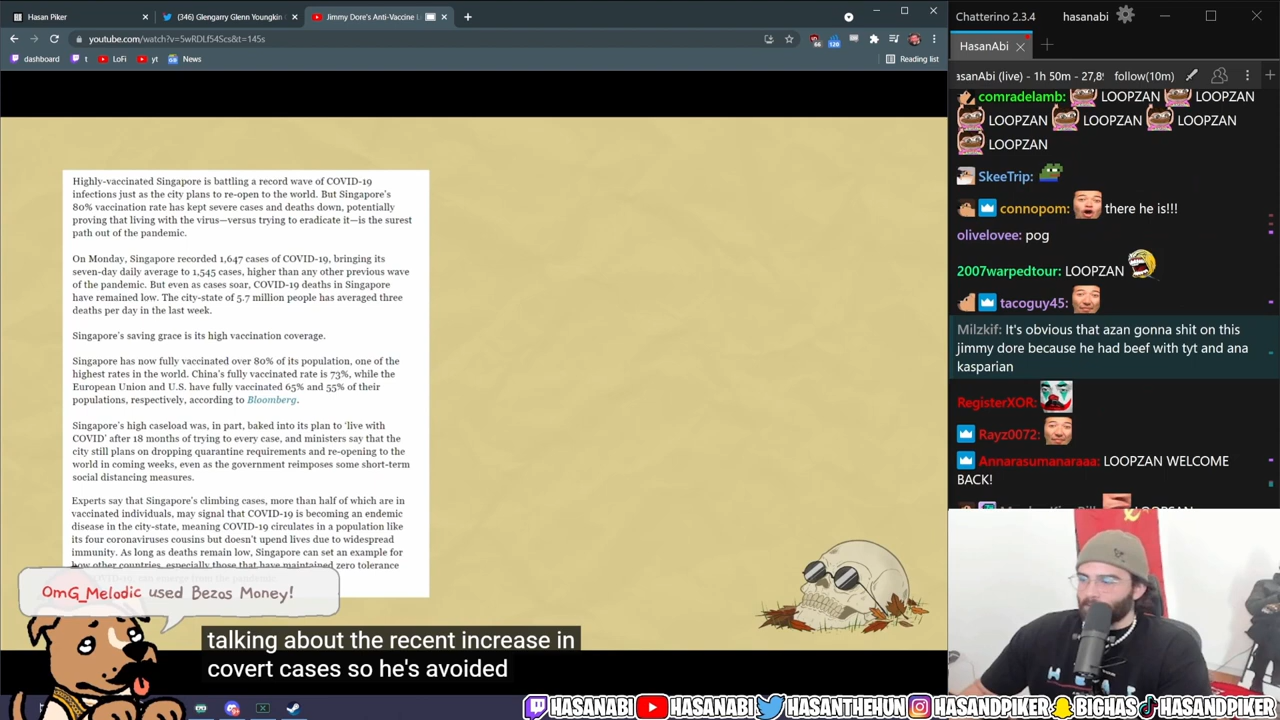 Hasan Piker
(346) Glengarry Glenn Youngkin
Jimmy Dore's Anti-Vaccine
youtube.com/watch?v=5wRDLf54Scs&t=145s
dashboard
t
LoFi
yt
News
Reading list
Highly-vaccinated Singapore is battling a record wave of COVID-19
infections just as the city plans to re-open to the world. But Singapore's
80% vaccination rate has kept severe cases and deaths down, potentially
proving that living with the virus—versus trying to eradicate it—is the surest
path out of the pandemic.
On Monday, Singapore recorded 1,647 cases of COVID-19, bringing its
seven-day daily average to 1,545 cases, higher than any other previous wave
of the pandemic. But even as cases soar, COVID-19 deaths in Singapore
have remained low. The city-state of 5.7 million people has averaged three
deaths per day in the last week.
Singapore's saving grace is its high vaccination coverage.
Singapore has now fully vaccinated over 80% of its population, one of the
highest rates in the world. China's fully vaccinated rate is 73%, while the
European Union and U.S. have fully vaccinated 65% and 55% of their
populations, respectively, according to Bloomberg.
Singapore's high caseload was, in part, baked into its plan to 'live with
COVID' after 18 months of trying to every case, and ministers say that the
city still plans on dropping quarantine requirements and re-opening to the
world in coming weeks, even as the government reimposes some short-term
social distancing measures.
Experts say that Singapore's climbing cases, more than half of which are in
vaccinated individuals, may signal that COVID-19 is becoming an endemic
disease in the city-state, meaning COVID-19 circulates in a population like
its four coronaviruses cousins but doesn't upend lives due to widespread
immunity. As long as deaths remain low, Singapore can set an example for
how other countries, especially those that have maintained zero tolerance
OmG_Melodic used Bezos Money!
talking about the recent increase in
covert cases so he's avoided
Chatterino 2.3.4
hasanabi
HasanAbi
asanAbi (live) - 1h 50m - 27,8
follow(10m)
comradelamb: LOOPZAN LOOPZAN
LOOPZAN LOOPZAN LOOPZAN
LOOPZAN
SkeeTrip:
connopom: there he is!!!
olivelovee: pog
2007warpedtour: LOOPZAN
tacoguy45:
Milzkif: It's obvious that azan gonna shit on this
jimmy dore because he had beef with tyt and ana
kasparian
RegisterXOR:
Rayz0072:
Annarasumanaraaa: LOOPZAN WELCOME
BACK!
HASANABI HASANABI HASANTHEHUN HASANDPIKER BIGHAS HASANDPIKER